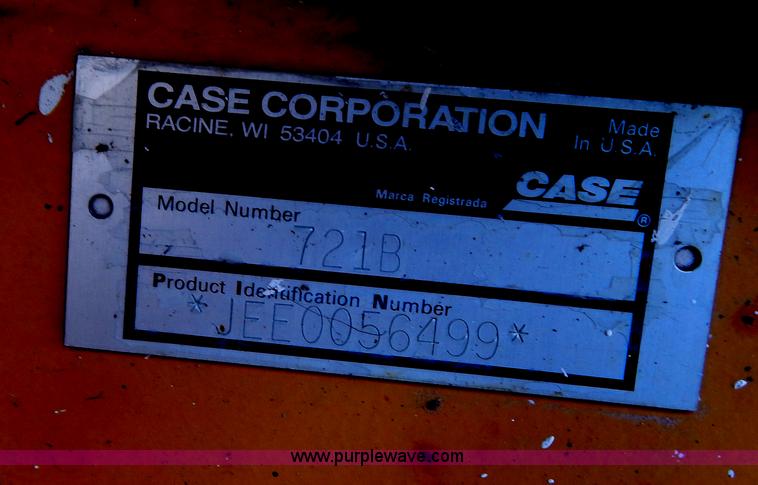 CASE CORPORATION
RACINE, WI 53404 U.S.A.
Made
In U.S.A.
Marca Registrada
CASE ®
Model Number
721B
Product Identification Number
*JEE0056499*
www.purplewave.com